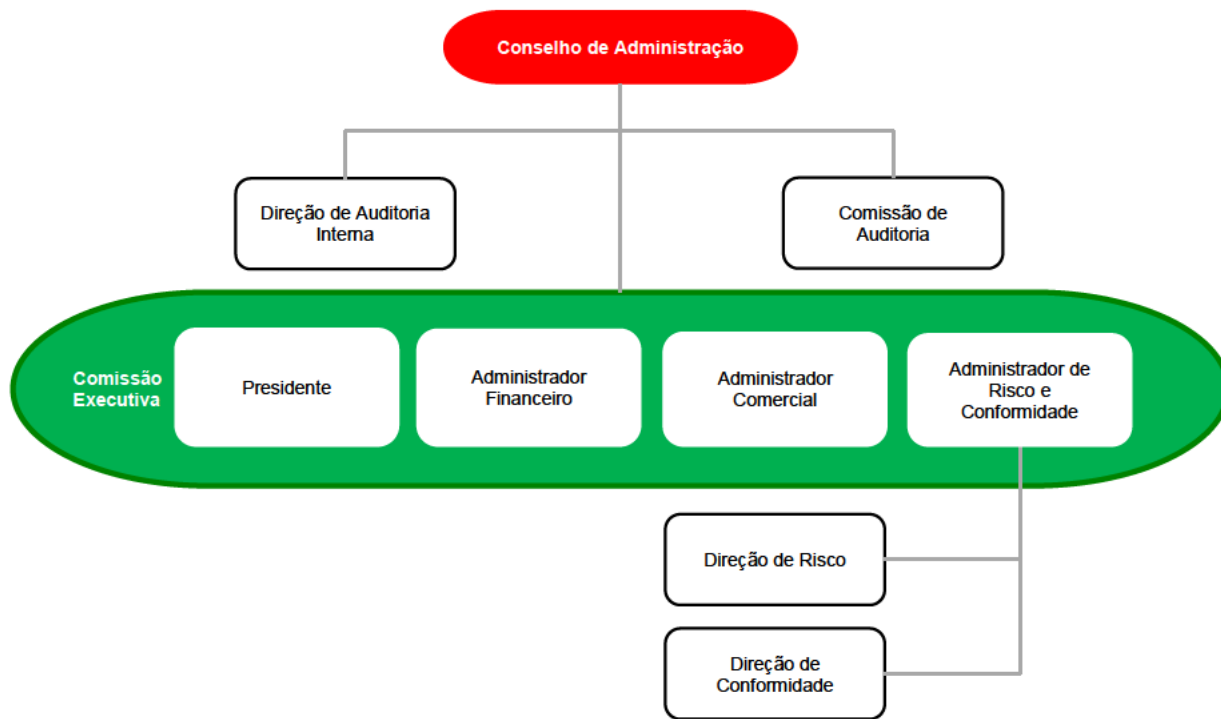 Conselho de Administração
Direção de Auditoria
Interna
Comissão de
Auditoria
Comissão
Executiva
Presidente
Administrador
Financeiro
Administrador
Comercial
Administrador de
Risco e
Conformidade
Direção de Risco
Direção de
Conformidade